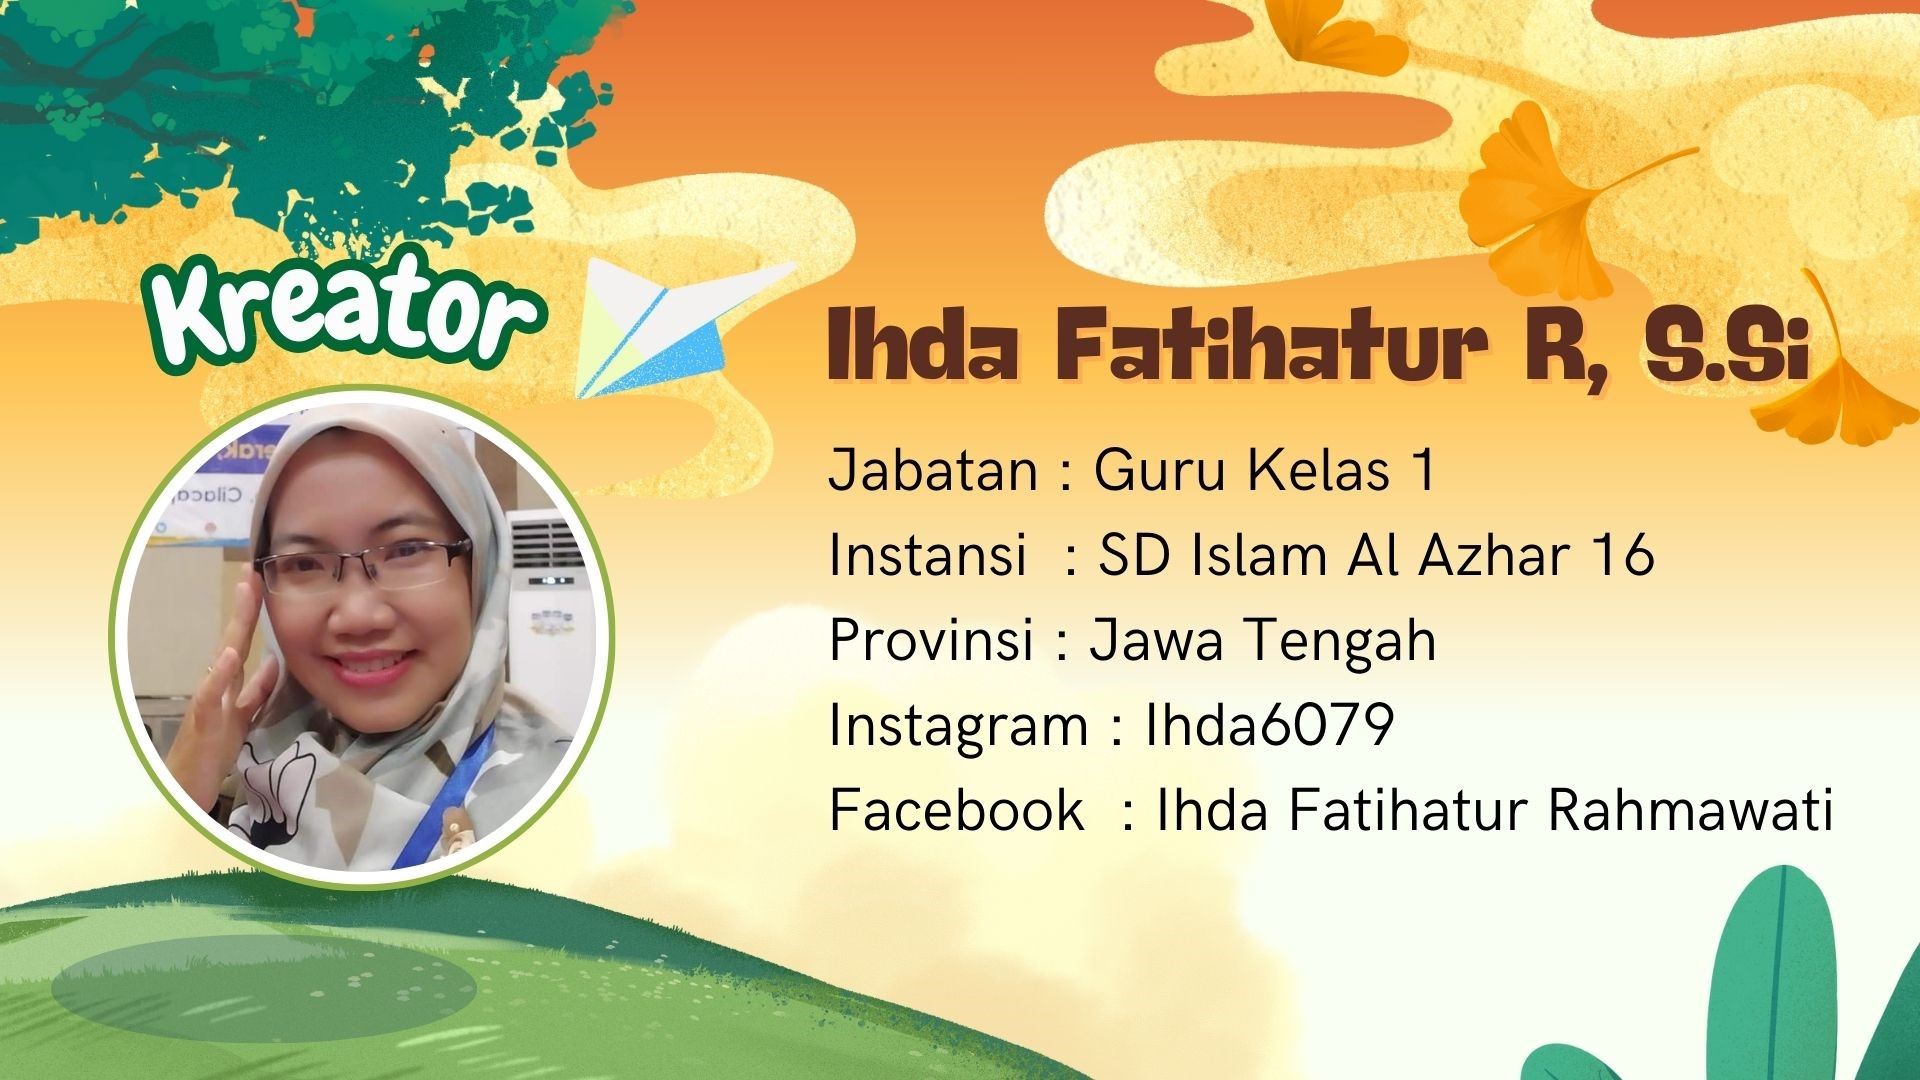 Kreator
Ihda Fatihatur R, S.Si
Jabatan : Guru Kelas 1
Instansi : SD Islam Al Azhar 16
Provinsi : Jawa Tengah
Instagram : Ihda6079
Facebook : Ihda Fatihatur Rahmawati